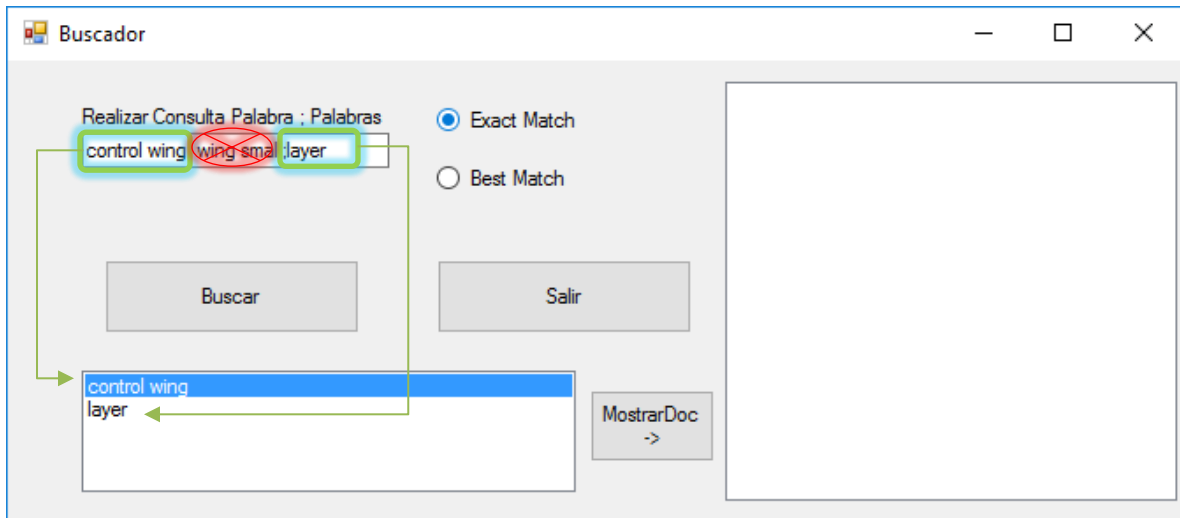 Buscador
Realizar Consulta Palabra ; Palabras
control wing wing smal ;layer
Exact Match
Best Match
Buscar
Salir
control wing
layer
MostrarDoc
->